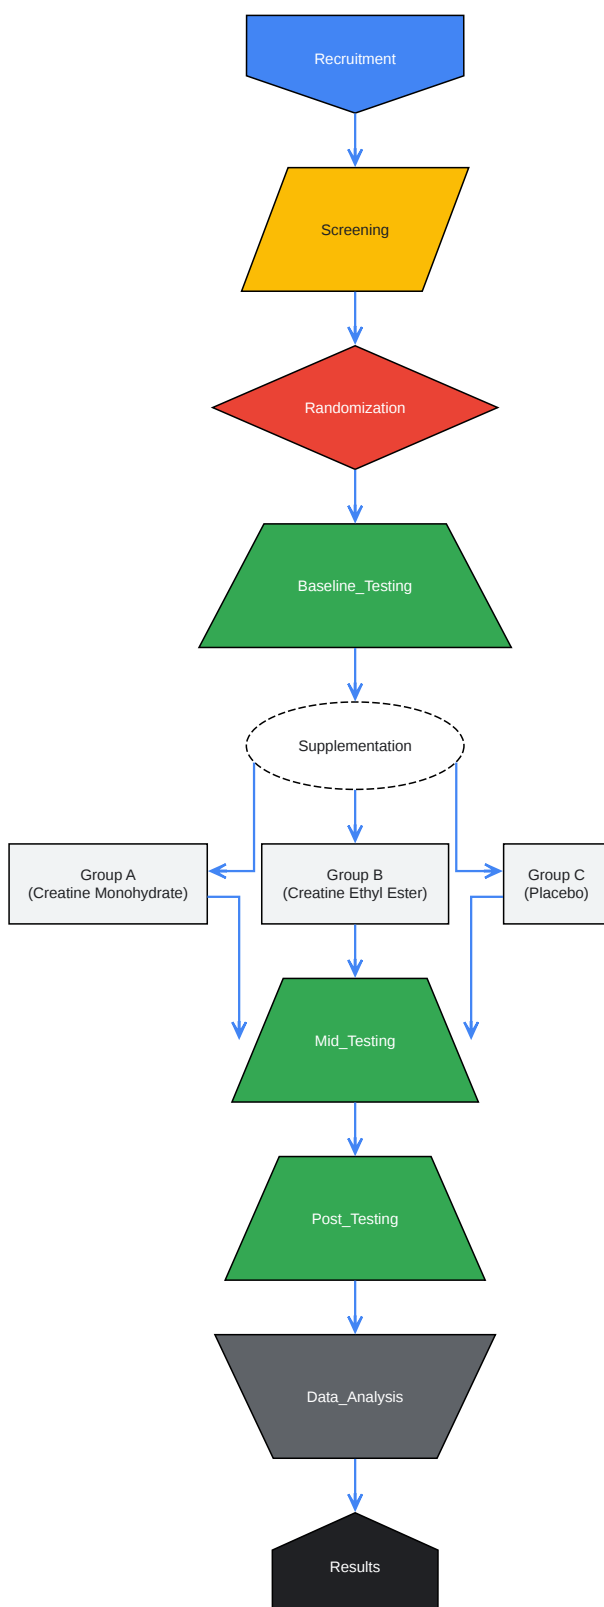 Recruitment
Screening
Randomization
Baseline_Testing
Supplementation
Group A
(Creatine Monohydrate)
Group B
(Creatine Ethyl Ester)
Group C
(Placebo)
Mid_Testing
Post_Testing
Data_Analysis
Results